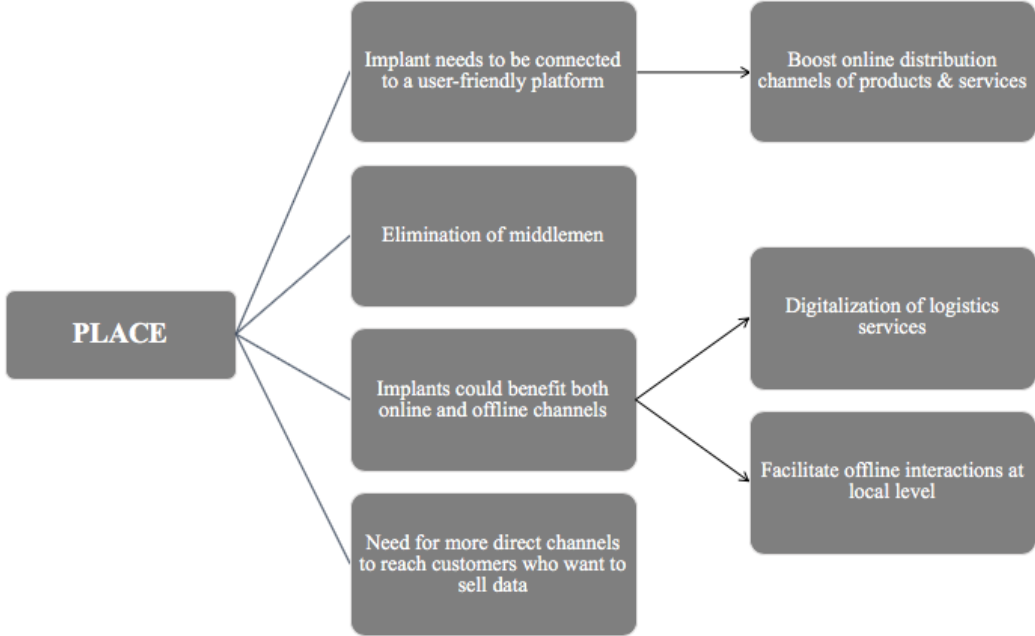 Implant needs to be connected
to a user-friendly platform
Boost online distribution
channels of products & services
Elimination of middlemen
PLACE
Digitalization of logistics
services
Implants could benefit both
online and offline channels
Facilitate offline interactions at
local level
Need for more direct channels
to reach customers who want to
sell data